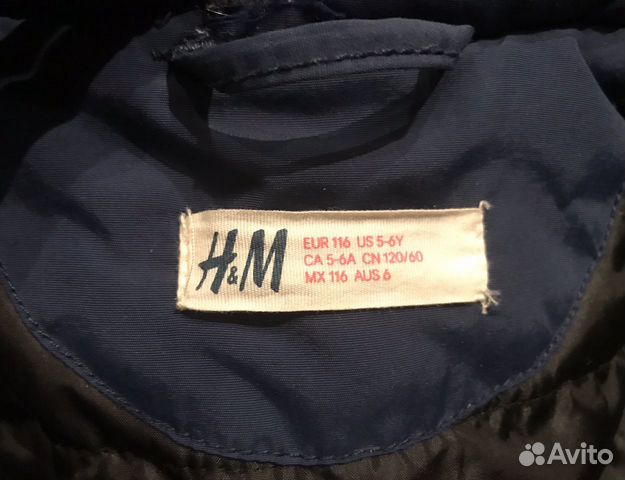 H&M
EUR 116 US 5-6Y
CA 5-6A CN 120/60
MX 116 AUS 6
Avito